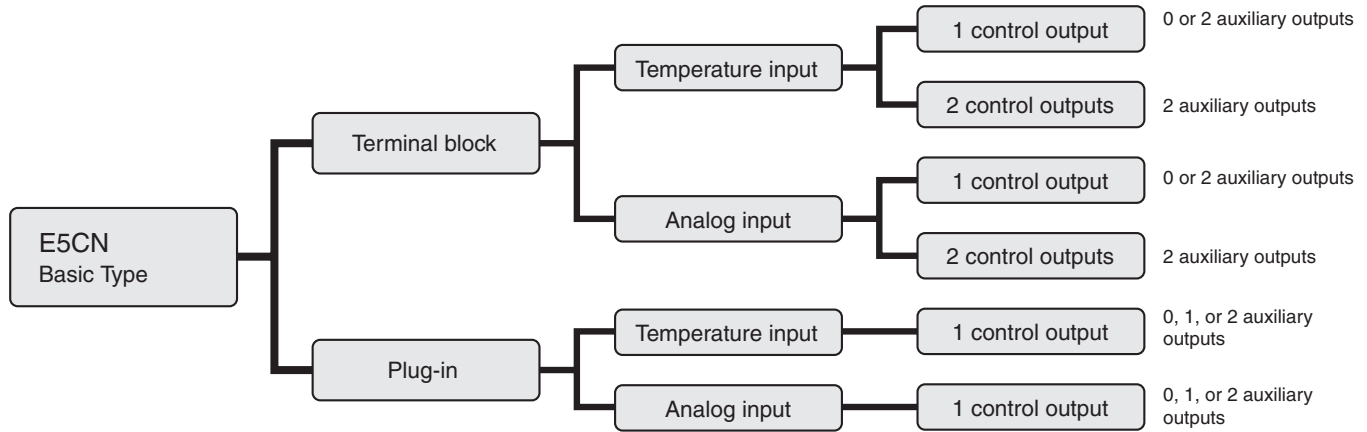 E5CN
Basic Type
Terminal block
Temperature input
1 control output
0 or 2 auxiliary outputs
2 control outputs
2 auxiliary outputs
Analog input
1 control output
0 or 2 auxiliary outputs
2 control outputs
2 auxiliary outputs
Plug-in
Temperature input
1 control output
0, 1, or 2 auxiliary
outputs
Analog input
1 control output
0, 1, or 2 auxiliary
outputs